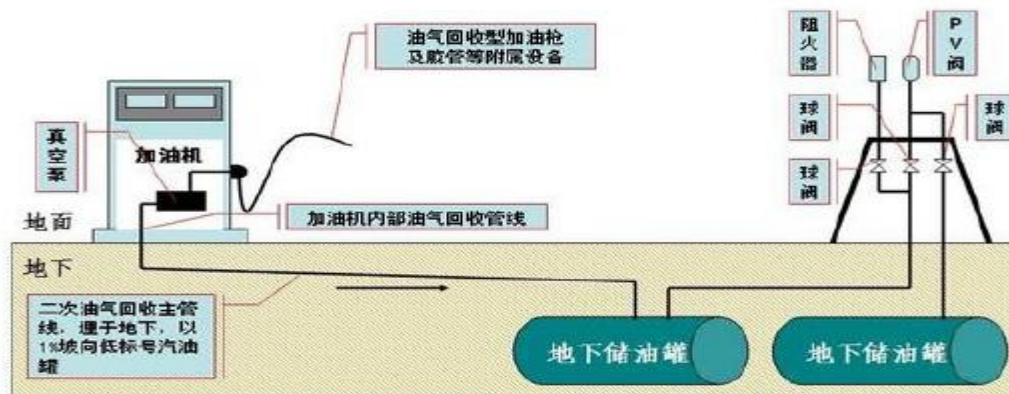 油气回收型加油枪
及胶管等附属设备
阻
火
器
P
V
阀
真
空
泵
加油机
球
阀
球
阀
球
阀
地面
加油机内部油气回收管线
地下
二次油气回收主管
线，埋于地下，以
1%坡向低标号汽油
罐
地下储油罐
地下储油罐